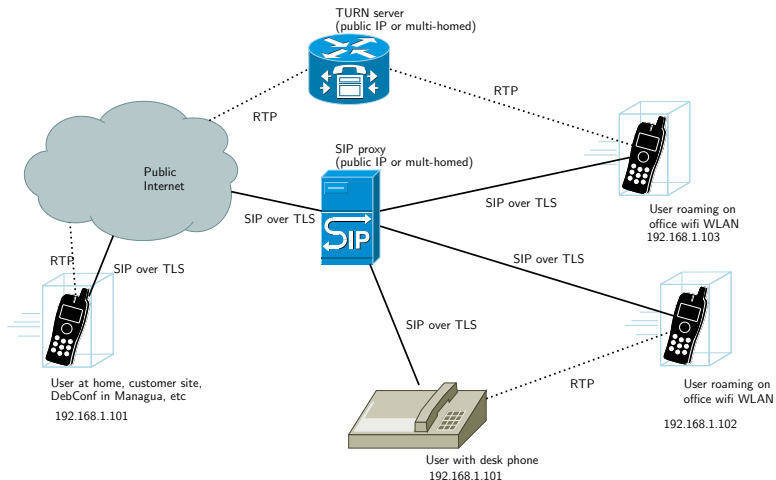 TURN server
(public IP or multi-homed)
RTP
RTP
SIP proxy
(public IP or mult-homed)
Public
Internet
SIP over TLS
SIP over TLS
SIP
User roaming on
office wifi WLAN
192.168.1.103
RTP
SIP over TLS
SIP over TLS
SIP over TLS
User at home, customer site,
DebConf in Managua, etc
192.168.1.101
RTP
User roaming on
office wifi WLAN
192.168.1.102
User with desk phone
192.168.1.101